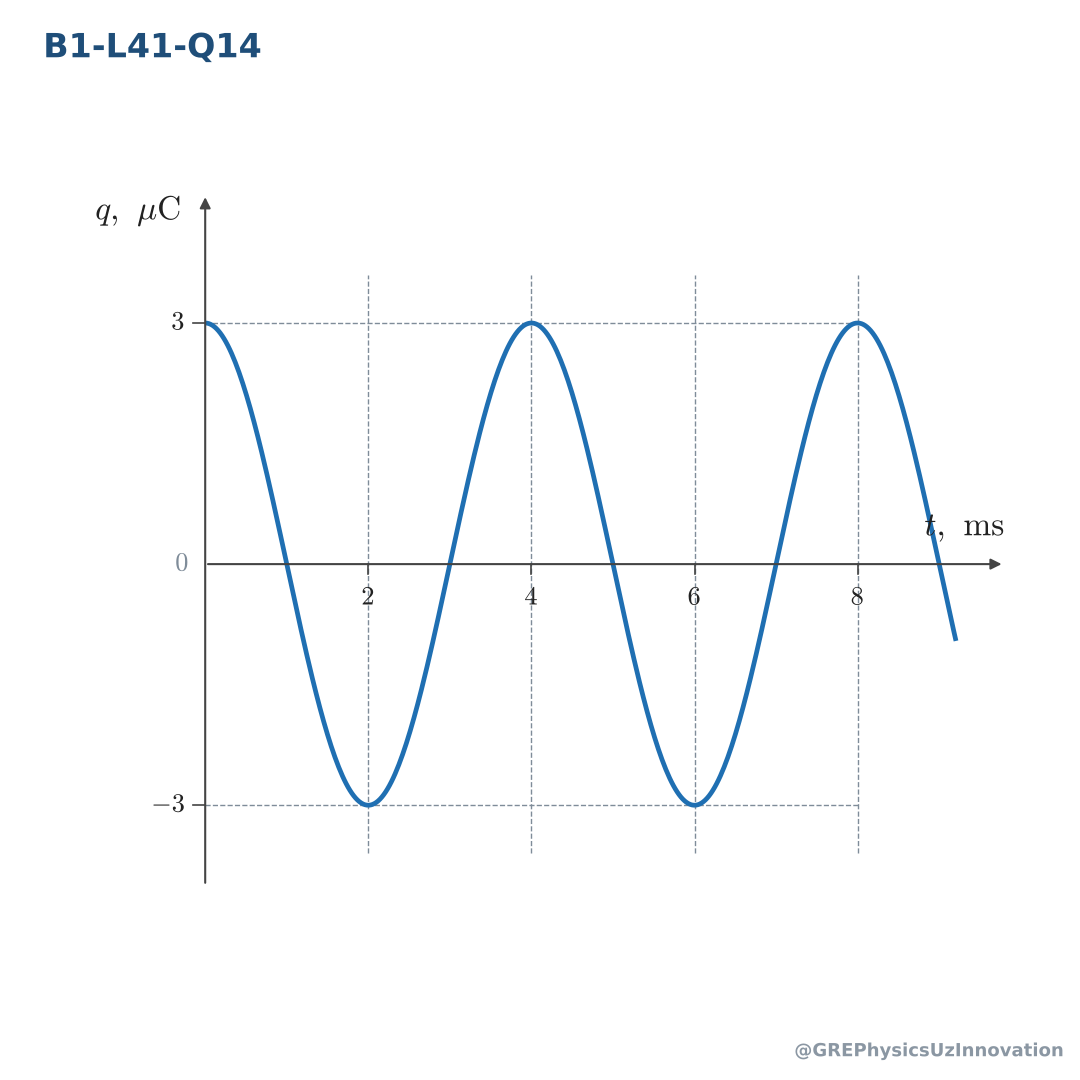 B1-L41-Q14
q, μC
3
t, ms
0
2 4 6 8
−3
@GREPhysicsUzInnovation